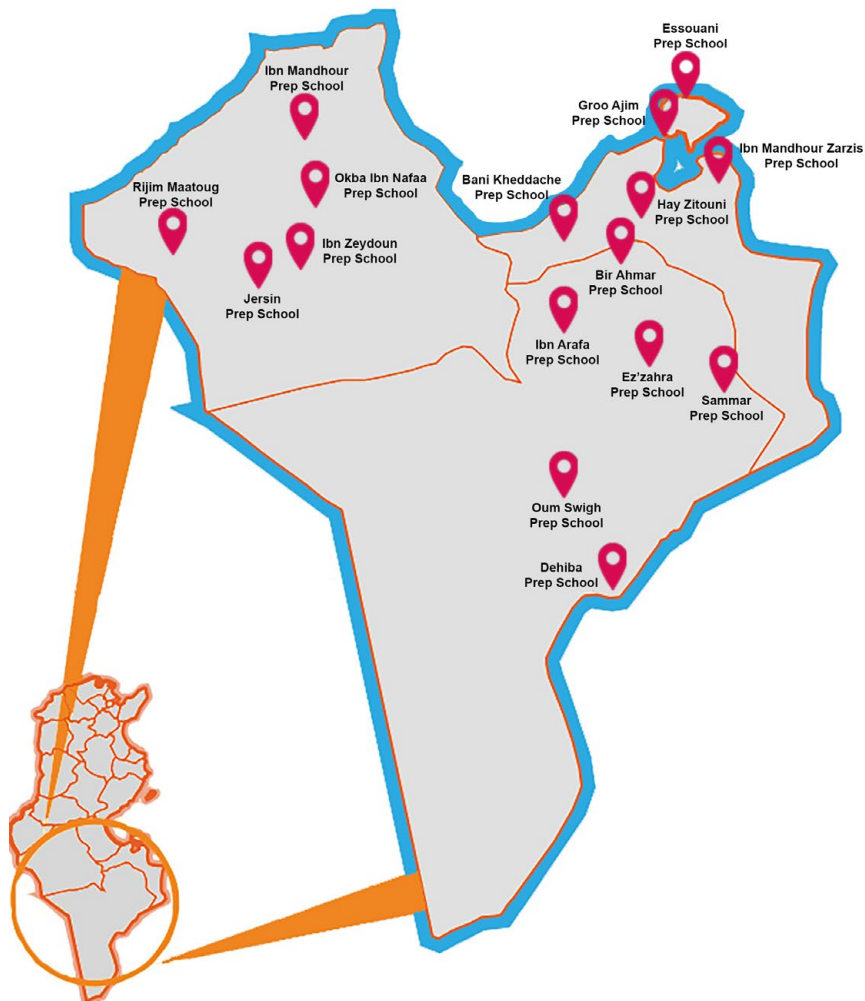 Essouani
Prep School
Ibn Mandhour
Prep School
Groo Ajim
Prep School
Ibn Mandhour Zarzis
Prep School
Okba Ibn Nafaa
Prep School
Bani Kheddache
Prep School
Rijim Maatoug
Prep School
Hay Zitouni
Prep School
Ibn Zeydoun
Prep School
Bir Ahmar
Prep School
Jersin
Prep School
Ibn Arafa
Prep School
Ez'zahra
Prep School
Sammar
Prep School
Oum Swigh
Prep School
Dehiba
Prep School